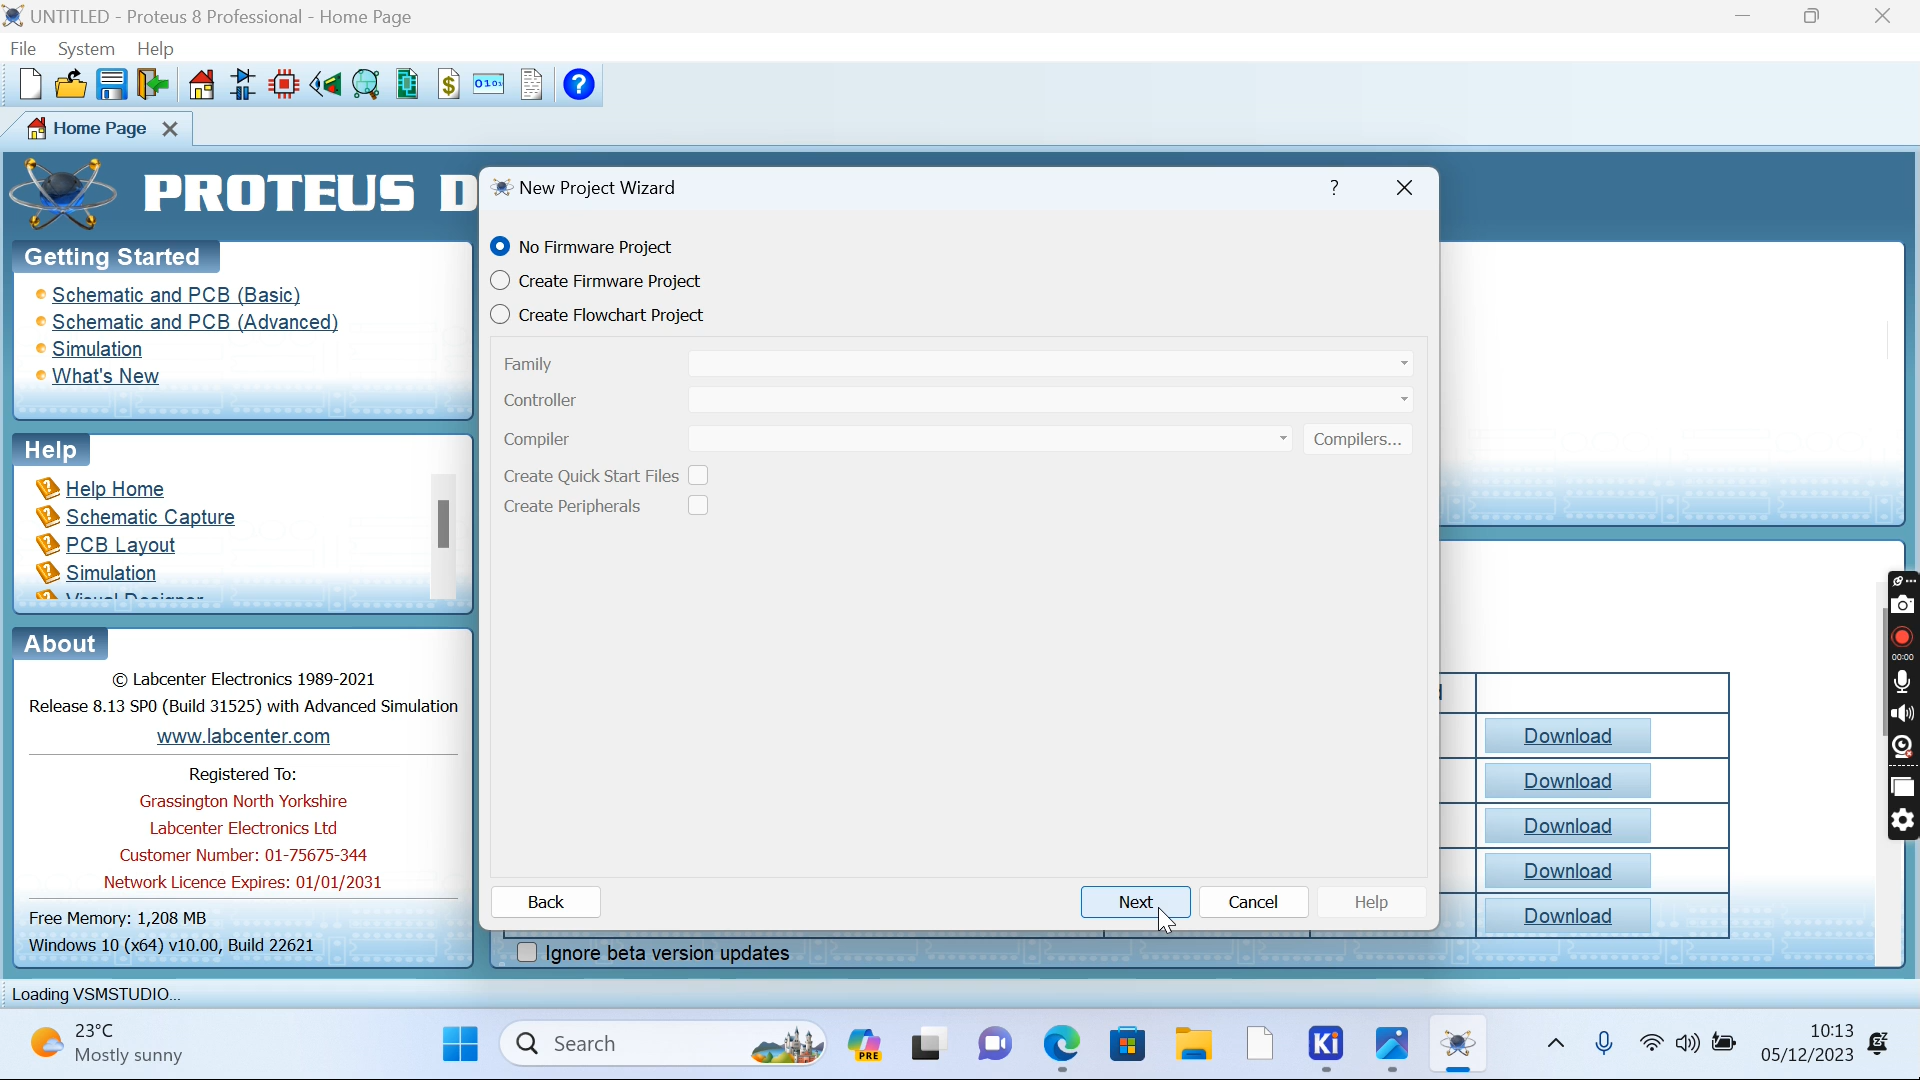 UNTITLED - Proteus 8 Professional - Home Page
File System Help
Home Page
PROTEUS D
Getting Started
Schematic and PCB (Basic)
Schematic and PCB (Advanced)
Simulation
What's New
Help
Help Home
Schematic Capture
PCB Layout
Simulation
Visual Designer
About
© Labcenter Electronics 1989-2021
Release 8.13 SP0 (Build 31525) with Advanced Simulation
www.labcenter.com
Registered To:
Grassington North Yorkshire
Labcenter Electronics Ltd
Customer Number: 01-75675-344
Network Licence Expires: 01/01/2031
Free Memory: 1,208 MB
Windows 10 (x64) v10.00, Build 22621
New Project Wizard
No Firmware Project
Create Firmware Project
Create Flowchart Project
Family
Controller
Compiler Compilers...
Create Quick Start Files
Create Peripherals
Back Next Cancel Help
Download
Download
Download
Download
Download
Ignore beta version updates
00:00
Loading VSMSTUDIO...
23°C
Mostly sunny
Search
PRE
Ki
10:13
05/12/2023